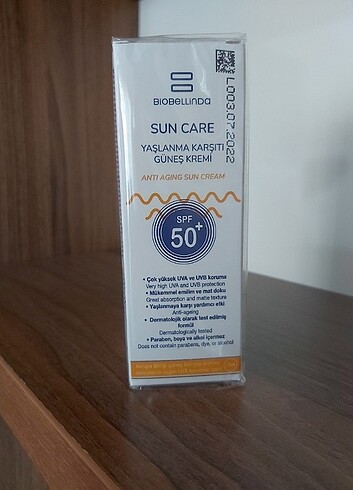 BIOBELLINDA
L003.07.2022
SUN CARE
YAŞLANMA KARŞITI
GÜNEŞ KREMİ
ANTI AGING SUN CREAM
SPF
50+
• Çok yüksek UVA ve UVB koruma
Very high UVA and UVB protection
• Mükemmel emilim ve mat doku
Great absorption and matte texture
• Yaşlanmaya karşı yardımcı etki
Anti-ageing
• Dermatolojik olarak test edilmiş
formül
Dermatologically tested
• Paraben, boya ve alkol içermez
Does not contain parabens, dye, or alcohol